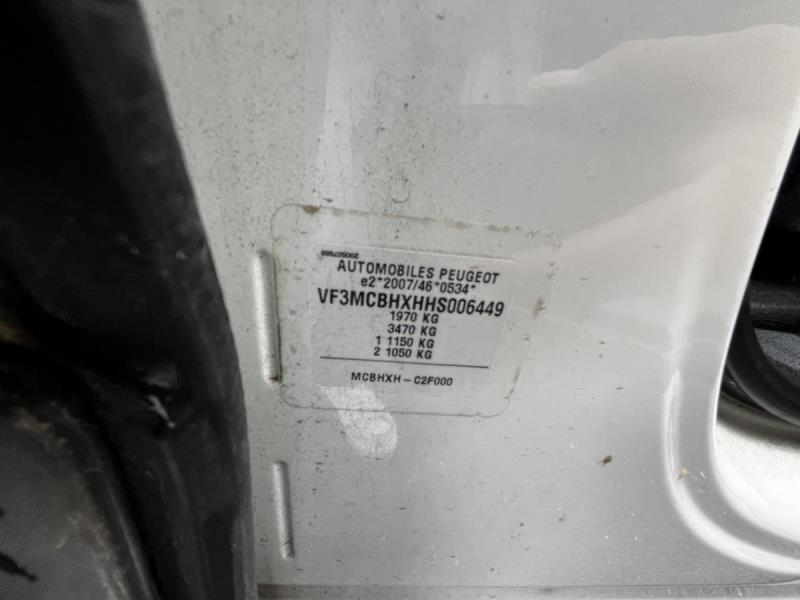 AUTOMOBILES PEUGEOT
e2*2007/46*0534*
VF3MCBHXHHS006449
1970 KG
3470 KG
1 1150 KG
2 1050 KG
MCBHXH - C2F000